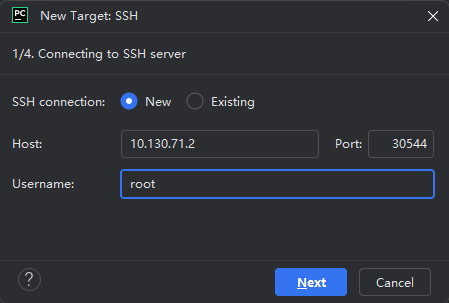 PC New Target: SSH
1/4. Connecting to SSH server
SSH connection: New Existing
Host: 10.130.71.2 Port: 30544
Username: root
? Next Cancel